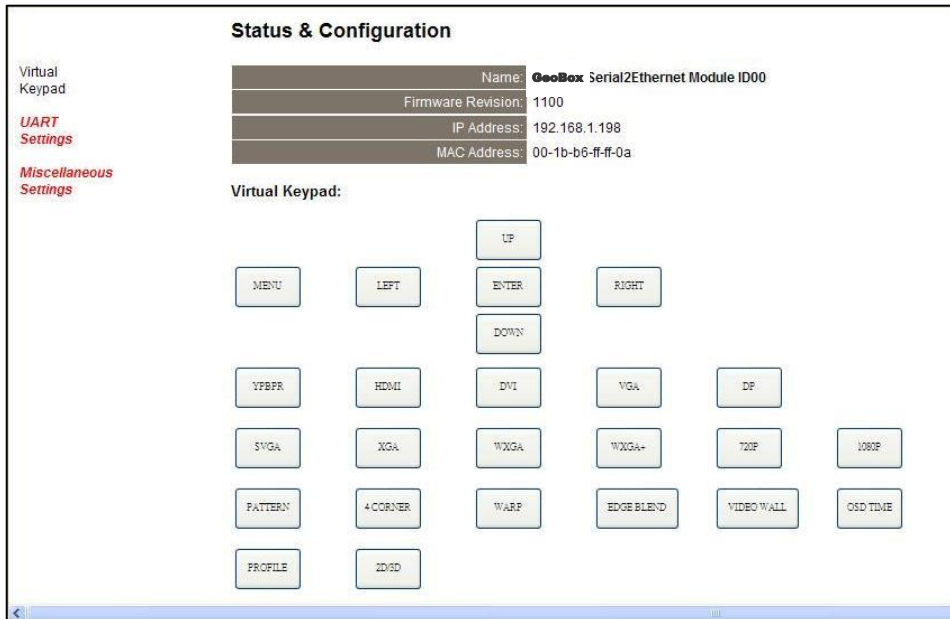 Status & Configuration
Virtual
Keypad
UART
Settings
Miscellaneous
Settings
Name: GeoBox Serial2Ethernet Module ID00
Firmware Revision: 1100
IP Address: 192.168.1.198
MAC Address: 00-1b-b6-ff-ff-0a
Virtual Keypad:
UP
MENU LEFT ENTER RIGHT
DOWN
YPBPR HDMI DVI VGA DP
SVGA XGA WXGA WXGA+ 720P 1080P
PATTERN 4 CORNER WARP EDGE BLEND VIDEO WALL OSD TIME
PROFILE 2D/3D